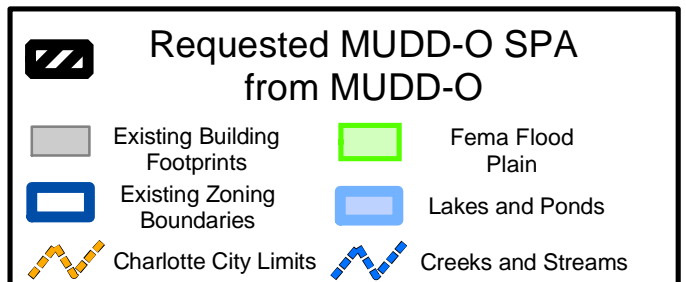 Requested MUDD-O SPA
from MUDD-O
Existing Building
Footprints
Fema Flood
Plain
Existing Zoning
Boundaries
Lakes and Ponds
Charlotte City Limits
Creeks and Streams